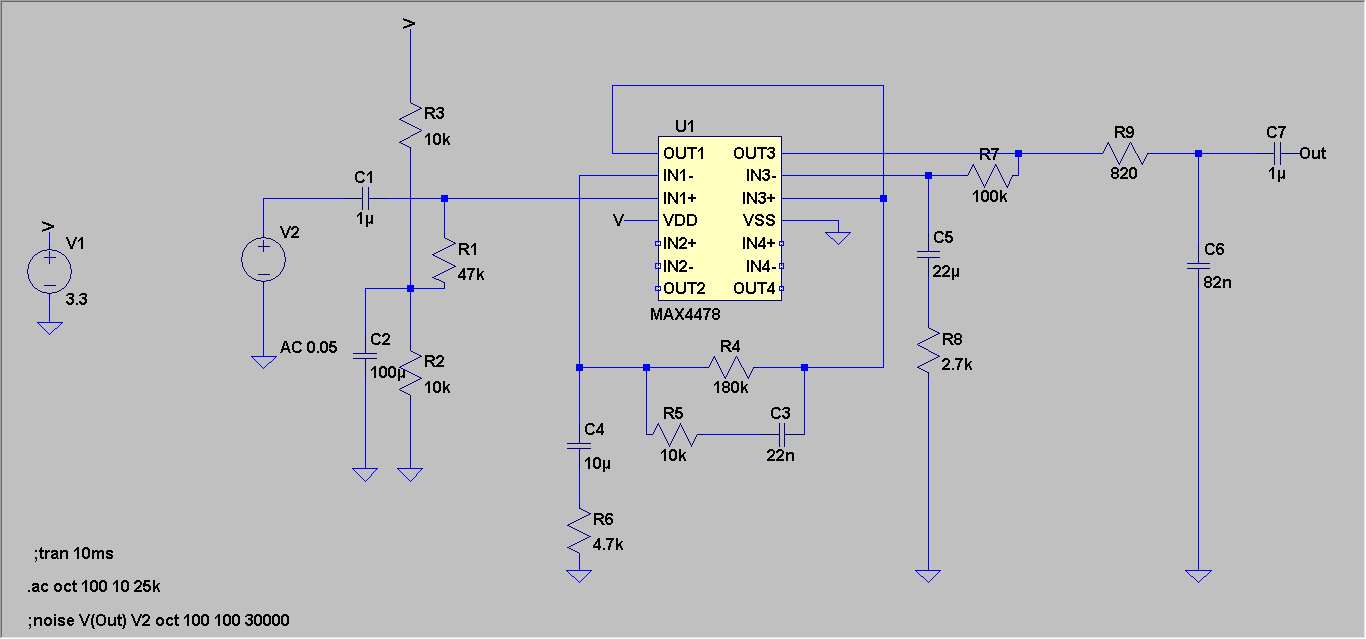 V
R3
10k
U1
C1
1µ
V
V1
3.3
V2
AC 0.05
R1
47k
C2
100µ
R2
10k
OUT1
IN1-
IN1+
V
VDD
IN2+
IN2-
OUT2
OUT3
IN3-
IN3+
VSS
IN4+
IN4-
OUT4
MAX4478
R7
100k
R9
820
C7
1µ
Out
C5
22µ
C6
82n
R8
2.7k
R4
180k
R5
10k
C3
22n
C4
10µ
R6
4.7k
;tran 10ms
.ac oct 100 10 25k
;noise V(Out) V2 oct 100 100 30000